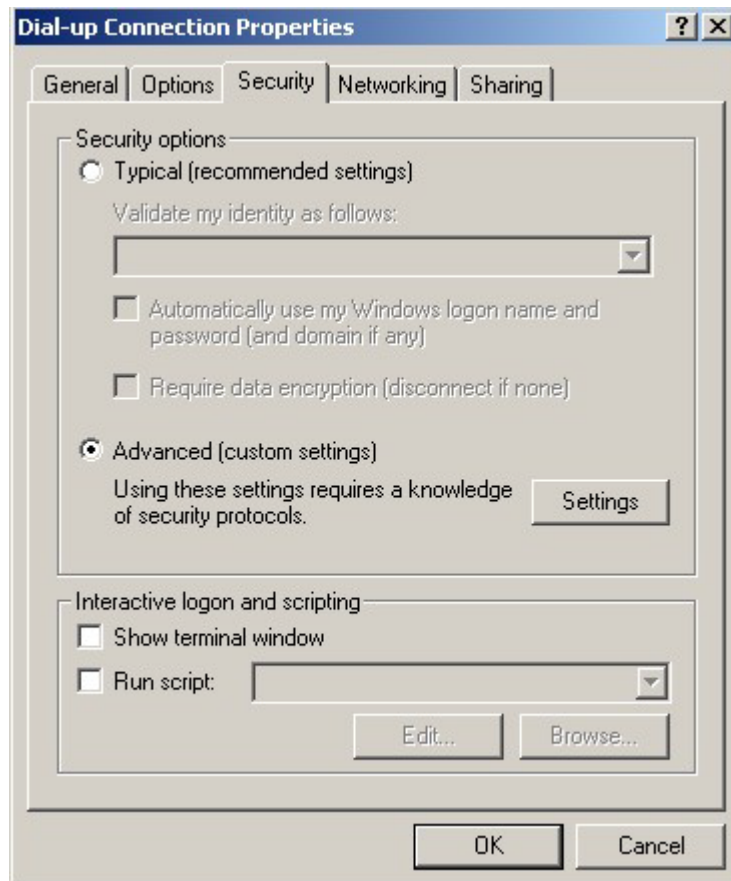 Dial-up Connection Properties
General Options Security Networking Sharing
Security options
Typical (recommended settings)
Validate my identity as follows:
Automatically use my Windows logon name and
password (and domain if any)
Require data encryption (disconnect if none)
Advanced (custom settings)
Using these settings requires a knowledge
of security protocols.
Settings
Interactive logon and scripting
Show terminal window
Run script:
Edit... Browse...
OK Cancel